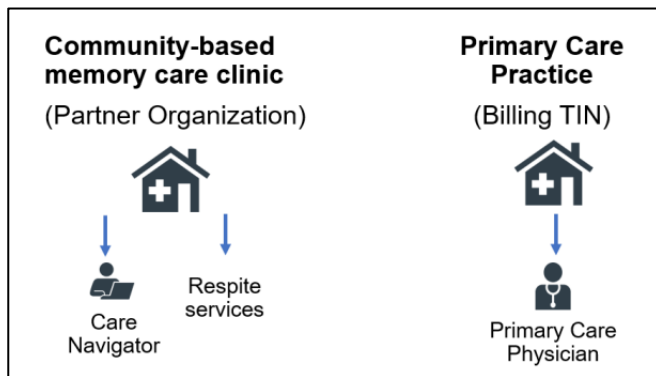 Community-based
memory care clinic
(Partner Organization)
Care
Navigator
Respite
services
Primary Care
Practice
(Billing TIN)
Primary Care
Physician